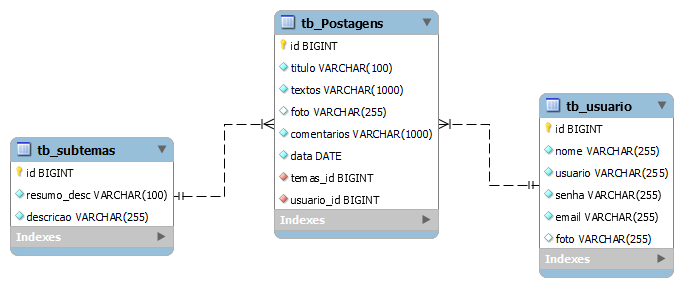 tb_Postagens
id BIGINT
titulo VARCHAR(100)
textos VARCHAR(1000)
foto VARCHAR(255)
comentarios VARCHAR(1000)
data DATE
temas_id BIGINT
usuario_id BIGINT
Indexes
tb_subtemas
id BIGINT
resumo_desc VARCHAR(100)
descricao VARCHAR(255)
Indexes
tb_usuario
id BIGINT
nome VARCHAR(255)
usuario VARCHAR(255)
senha VARCHAR(255)
email VARCHAR(255)
foto VARCHAR(255)
Indexes